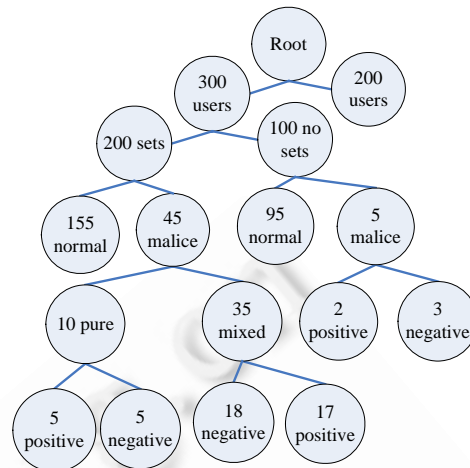 Root
300
users
200
users
200 sets
100 no
sets
155
normal
45
malice
95
normal
5
malice
10 pure
35
mixed
2
positive
3
negative
5
positive
5
negative
18
negative
17
positive